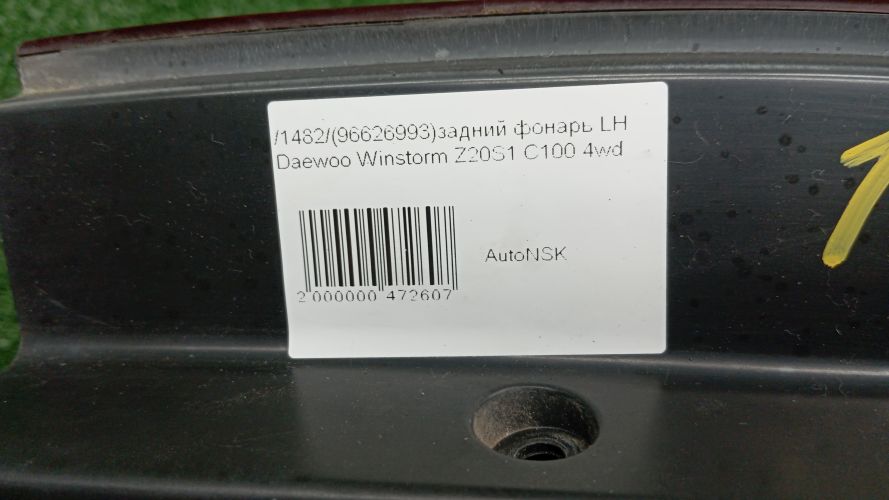 /1482/(96626993)задний фонарь LH
Daewoo Winstorm Z20S1 C100 4wd
AutoNSK
2 000000 472607